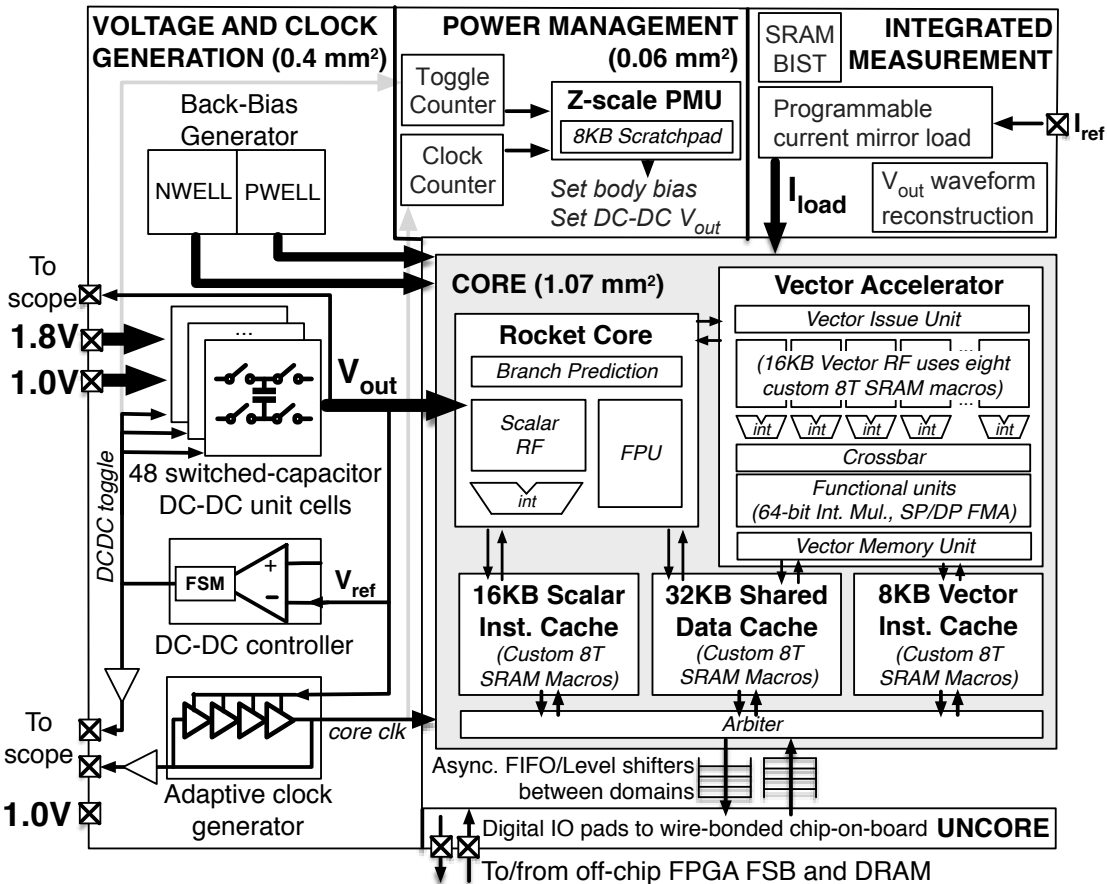 VOLTAGE AND CLOCK
GENERATION (0.4 mm²)
Back-Bias
Generator
NWELL
PWELL
To
scope
1.8V
1.0V
...
V_out
48 switched-capacitor
DC-DC unit cells
DCDC toggle
FSM
+
−
V_ref
DC-DC controller
core clk
Adaptive clock
generator
To
scope
1.0V
POWER MANAGEMENT
(0.06 mm²)
Toggle
Counter
Clock
Counter
Z-scale PMU
8KB Scratchpad
Set body bias
Set DC-DC V_out
INTEGRATED
MEASUREMENT
SRAM
BIST
Programmable
current mirror load
I_ref
I_load
V_out waveform
reconstruction
CORE (1.07 mm²)
Rocket Core
Branch Prediction
Scalar
RF
int
FPU
Vector Accelerator
Vector Issue Unit
...
(16KB Vector RF uses eight
custom 8T SRAM macros)
...
int
int
int
int
int
Crossbar
Functional units
(64-bit Int. Mul., SP/DP FMA)
Vector Memory Unit
16KB Scalar
Inst. Cache
(Custom 8T
SRAM Macros)
32KB Shared
Data Cache
(Custom 8T
SRAM Macros)
8KB Vector
Inst. Cache
(Custom 8T
SRAM Macros)
Arbiter
Async. FIFO/Level shifters
between domains
Digital IO pads to wire-bonded chip-on-board UNCORE
To/from off-chip FPGA FSB and DRAM